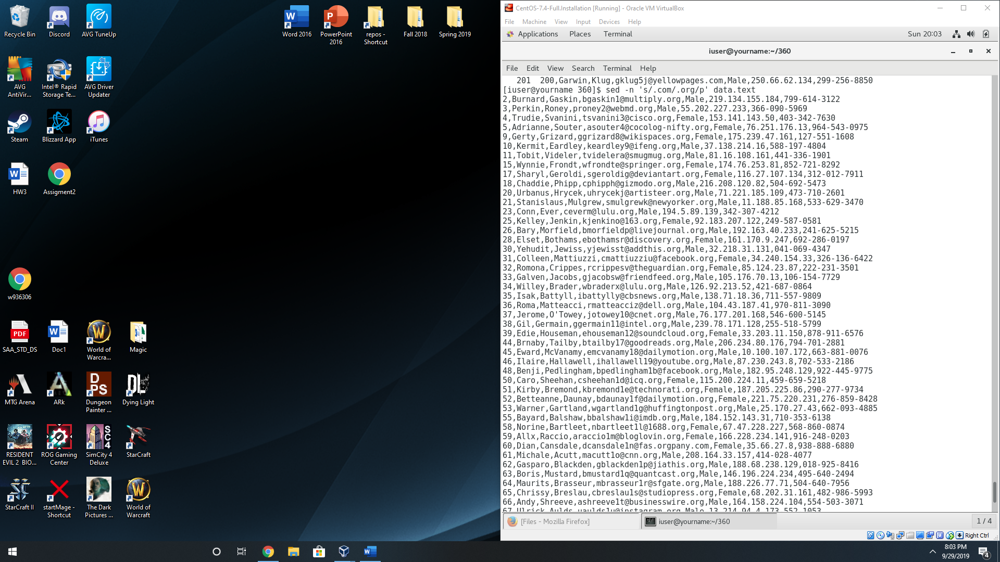 Recycle Bin
Discord
AVG TuneUp
Word 2016
PowerPoint 2016
repos - Shortcut
Fall 2018
Spring 2019
AVG AntiVir...
Intel® Rapid Storage Te...
AVG Driver Updater
Steam
Blizzard App
iTunes
HW3
Assigment2
w936306
SAA_STD_DS
Doc1
World of Warcra...
Magic
MTG Arena
ARk
Dungeon Painter ...
Dying Light
RESIDENT EVIL 2 BIO...
ROG Gaming Center
SimCity 4 Deluxe
StarCraft
StarCraft II
startMage - Shortcut
The Dark Pictures ...
World of Warcraft
CentOS-7.4-Full.Installation [Running] - Oracle VM VirtualBox
File Machine View Input Devices Help
Applications Places Terminal Sun 20:03
iuser@yourname:~/360
File Edit View Search Terminal Help
201 200,Garwin,Klug,gklug5j@yellowpages.com,Male,250.66.62.134,299-256-8850
[iuser@yourname 360]$ sed -n 's/.com/.org/p' data.text
2,Burnard,Gaskin,bgaskin1@multiply.org,Male,219.134.155.184,799-614-3122
3,Perkin,Roney,proney2@webmd.org,Male,55.202.227.233,366-090-5969
4,Trudie,Svanini,tsvanini3@cisco.org,Female,153.141.143.50,403-342-7630
5,Adrianne,Souter,asouter4@cocolog-nifty.org,Female,76.251.176.13,964-543-0975
9,Gerty,Grizard,ggrizard8@wikispaces.org,Female,175.239.47.161,127-551-1608
10,Kermit,Eardley,keardley9@ifeng.org,Male,37.138.214.16,588-197-4804
11,Tobit,Videler,tvidelera@smugmug.org,Male,81.16.108.161,441-336-1901
15,Wynnie,Frondt,wfrondte@springer.org,Female,174.76.253.81,852-721-8292
17,Sharyl,Geroldi,sgeroldig@deviantart.org,Female,116.27.107.134,312-012-7911
18,Chaddie,Phipp,cphipph@gizmodo.org,Male,216.208.120.82,504-692-5473
20,Urbanus,Hrycek,uhrycekj@artisteer.org,Male,71.221.185.109,473-710-2601
21,Stanislaus,Mulgrew,smulgrewk@newyorker.org,Male,11.188.85.168,533-629-3470
23,Conn,Ever,ceverm@lulu.org,Male,194.5.89.139,342-307-4212
25,Kelley,Jenkin,kjenkino@163.org,Female,92.183.207.122,249-587-0581
26,Bary,Morfield,bmorfieldp@livejournal.org,Male,192.163.40.233,241-625-5215
28,Elset,Bothams,ebothamsr@discovery.org,Female,161.170.9.247,692-286-0197
30,Yehudit,Jewiss,yjewisst@addthis.org,Male,32.218.31.131,041-069-4347
31,Colleen,Mattiuzzi,cmattiuzziu@facebook.org,Female,34.240.154.33,326-136-6422
32,Romona,Crippes,rcrippesv@theguardian.org,Female,85.124.23.87,222-231-3501
33,Galven,Jacobs,gjacobsw@friendfeed.org,Male,105.176.70.13,106-154-7729
34,Willey,Brader,wbraderx@lulu.org,Male,126.92.213.52,421-687-0864
35,Isak,Battyll,ibattylly@cbsnews.org,Male,138.71.18.36,711-557-9809
36,Roma,Matteacci,rmatteacciz@dell.org,Male,104.43.187.41,970-811-3090
37,Jerome,O'Towey,jotowey10@cnet.org,Male,76.177.201.168,546-600-5145
38,Gil,Germain,ggermain11@intel.org,Male,239.78.171.128,255-518-5799
39,Edie,Houseman,ehouseman12@soundcloud.org,Female,33.203.11.150,878-911-6576
44,Brnaby,Tailby,btailby17@goodreads.org,Male,206.234.80.176,794-701-2881
45,Eward,McVanamy,emcvanamy18@dailymotion.org,Male,10.100.107.172,663-881-0076
46,Ilaire,Hallawell,ihallawell19@youtube.org,Male,87.230.243.8,702-533-2186
48,Benji,Pedlingham,bpedlingham1b@facebook.org,Male,182.95.248.129,922-445-9775
50,Caro,Sheehan,csheehan1d@icq.org,Female,115.200.224.11,459-659-5218
51,Kirby,Bremond,kbremond1e@technorati.org,Female,187.205.225.86,290-277-9734
52,Betteanne,Daunay,bdaunay1f@dailymotion.org,Female,221.75.220.231,276-859-8428
53,Warner,Gartland,wgartland1g@huffingtonpost.org,Male,25.170.27.43,662-093-4885
55,Bayard,Balshaw,bbalshaw1i@imdb.org,Male,184.152.143.31,710-353-6138
58,Norine,Bartleet,nbartleet1l@1688.org,Female,67.47.228.227,568-860-0874
59,Allx,Raccio,araccio1m@bloglovin.org,Female,166.228.234.141,916-248-0203
60,Dian,Cansdale,dcansdale1n@fas.orgpany.com,Female,35.66.27.8,938-888-6880
61,Michale,Acutt,macutt1o@cnn.org,Male,208.164.33.157,414-028-4077
62,Gasparo,Blackden,gblackden1p@jiathis.org,Male,188.68.238.129,018-925-8416
63,Boris,Mustard,bmustard1q@quantcast.org,Male,146.196.224.234,495-640-2494
64,Maurits,Brasseur,mbrasseur1r@sfgate.org,Male,188.226.77.71,504-640-7956
65,Chrissy,Breslau,cbreslau1s@studiopress.org,Female,68.202.31.161,482-986-5993
66,Andy,Shreeve,ashreeve1t@businesswire.org,Male,164.158.224.104,554-503-3071
67,Ulrick,Aulds,uaulds1u@instagram.org,Male,13.214.94.4,173-552-1053
[Files - Mozilla Firefox]
iuser@yourname:~/360
1 / 4
Right Ctrl
8:03 PM
9/29/2019
4